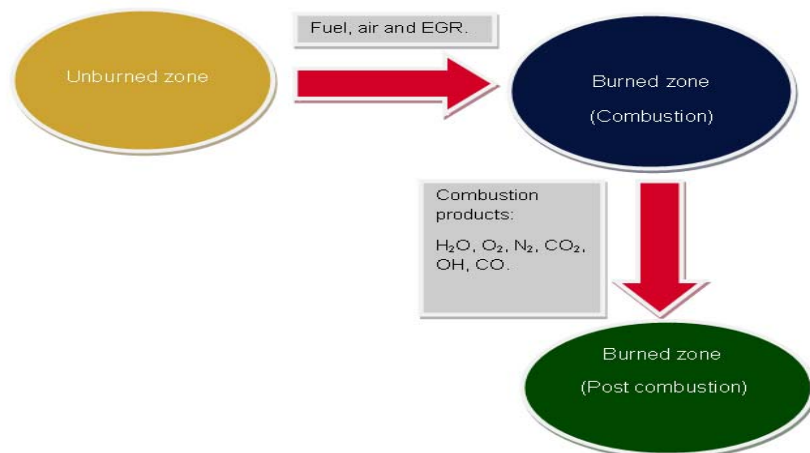 Fuel, air and EGR.
Unburned zone
Burned zone
(Combustion)
Combustion
products:
H₂O, O₂, N₂, CO₂,
OH, CO.
Burned zone
(Post combustion)